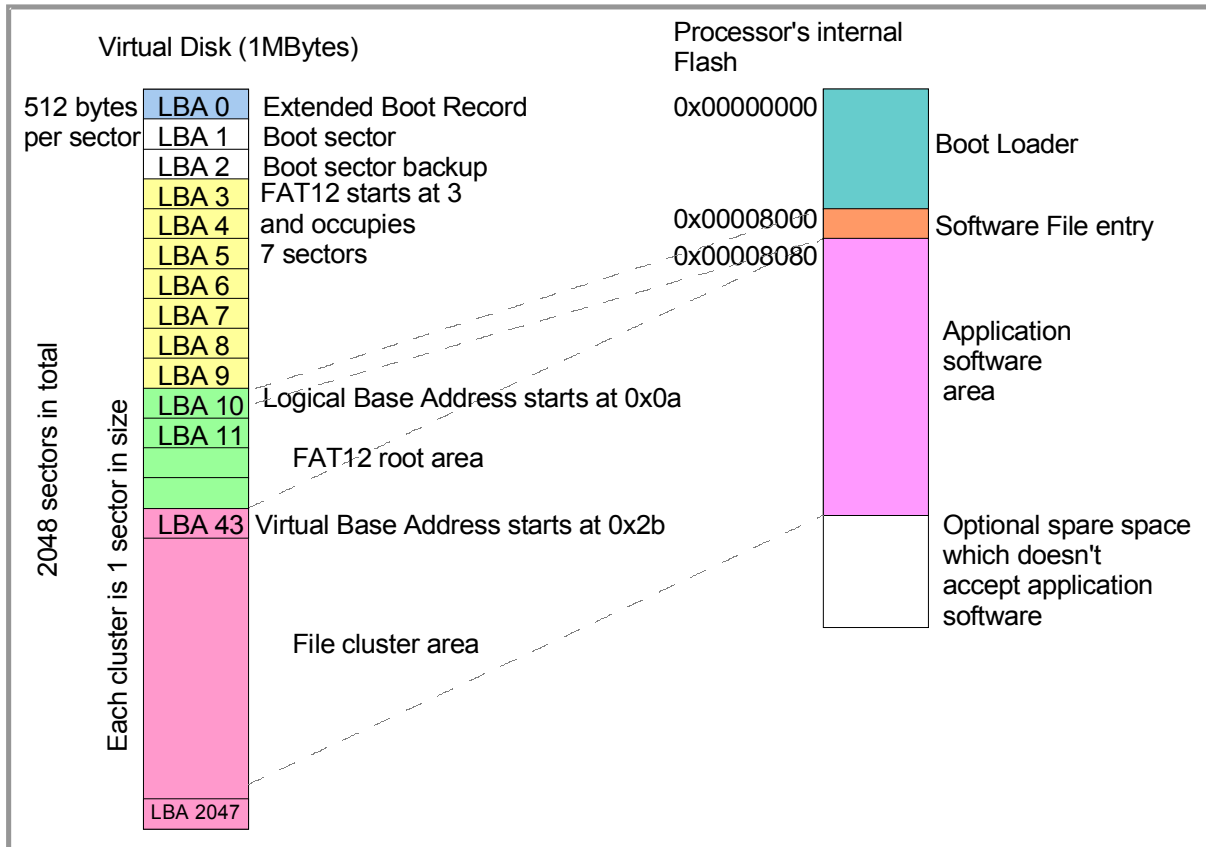 Virtual Disk (1MBytes)
Processor's internal
Flash
512 bytes
per sector
LBA 0
Extended Boot Record
LBA 1
Boot sector
LBA 2
Boot sector backup
LBA 3
FAT12 starts at 3
LBA 4
and occupies
LBA 5
7 sectors
LBA 6
LBA 7
LBA 8
LBA 9
LBA 10
Logical Base Address starts at 0x0a
LBA 11
FAT12 root area
LBA 43
Virtual Base Address starts at 0x2b
File cluster area
LBA 2047
2048 sectors in total
Each cluster is 1 sector in size
0x00000000
Boot Loader
0x00008000
Software File entry
0x00008080
Application
software
area
Optional spare space
which doesn't
accept application
software